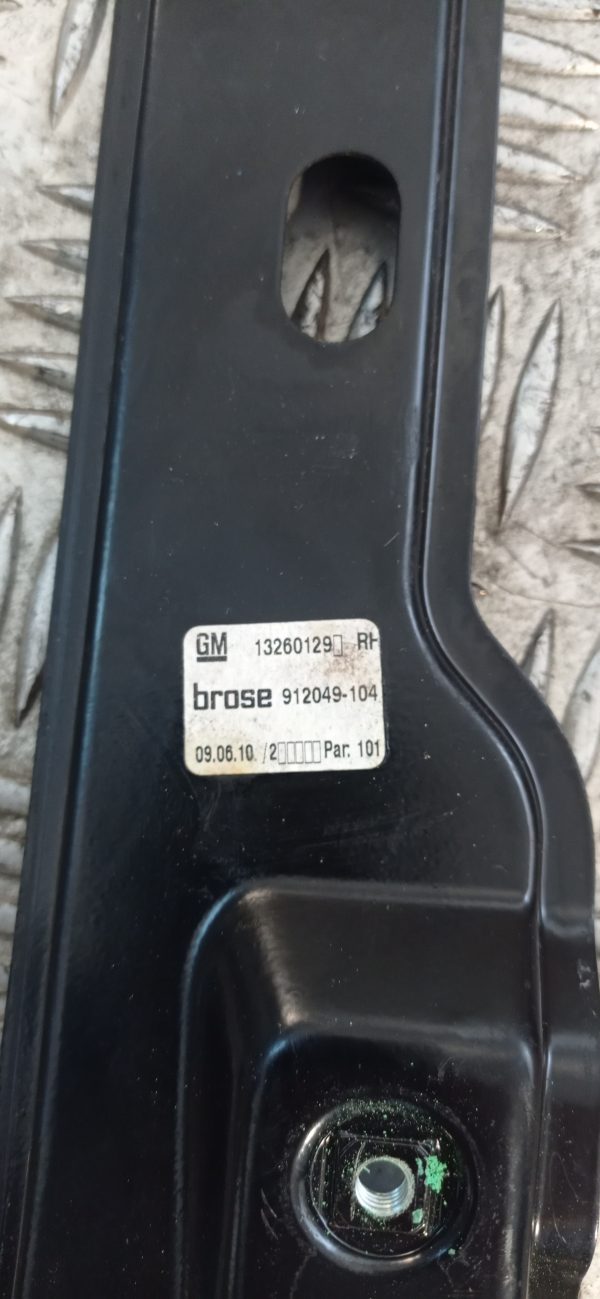 GM 13260129▯ RH
brose 912049-104
09.06.10 /2▯▯▯▯▯ Par. 101